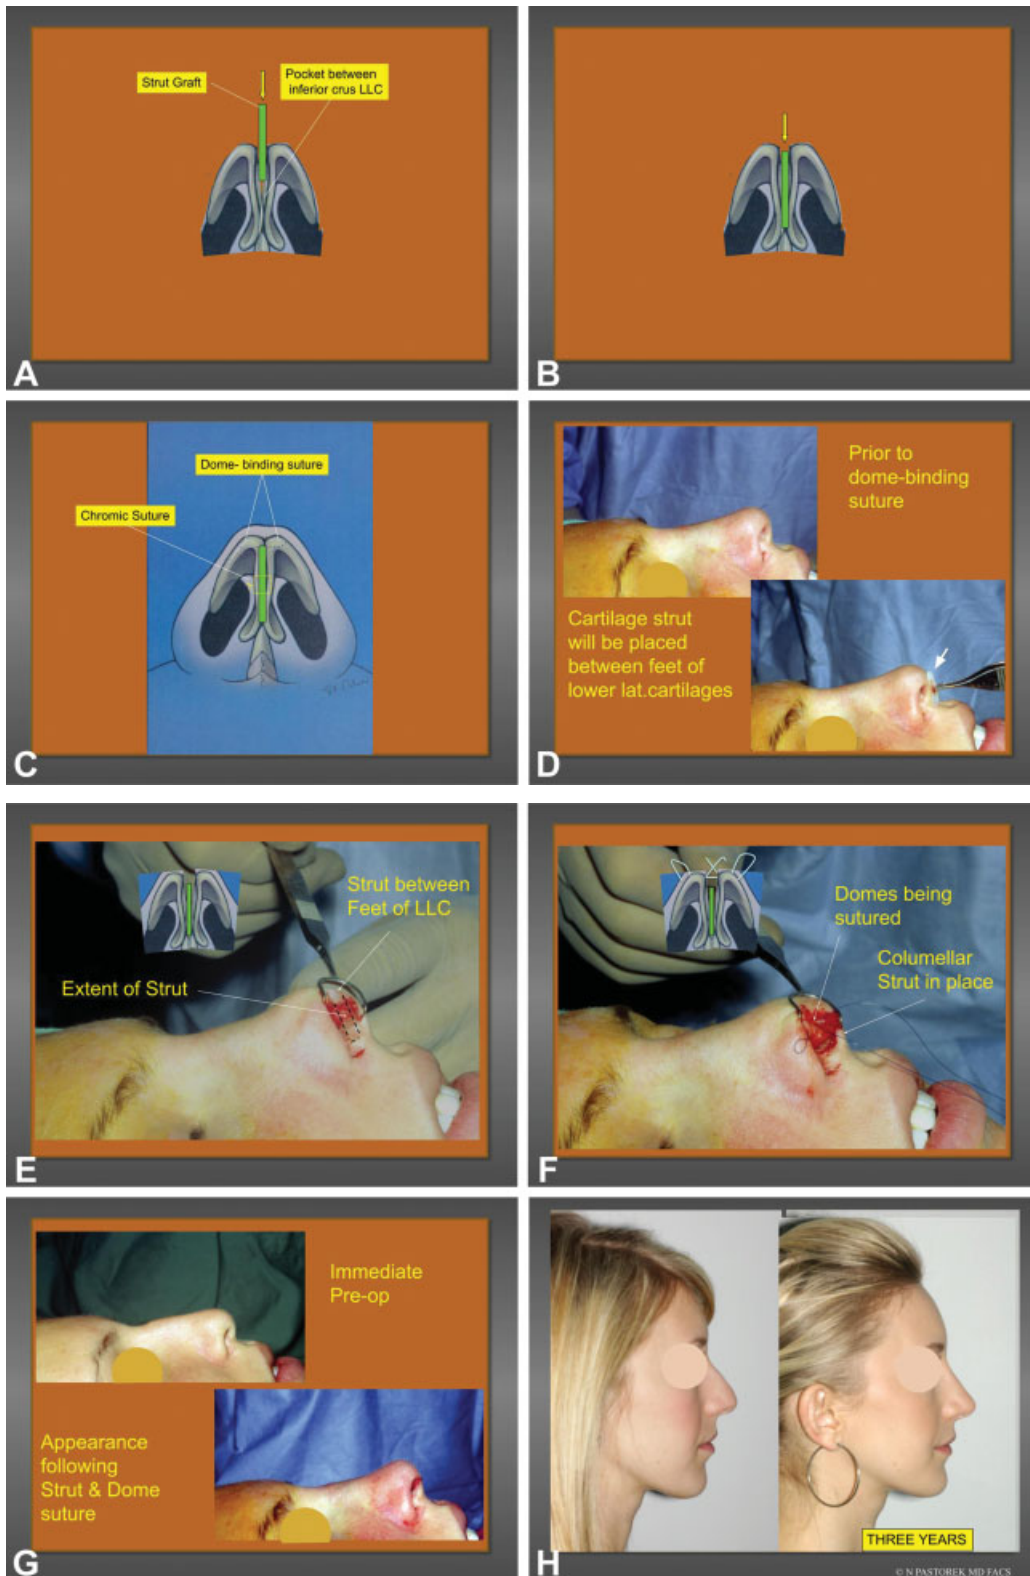 Strut Graft
Pocket between
inferior crus LLC
A
B
Dome- binding suture
Chromic Suture
C
Prior to
dome-binding
suture
Cartilage strut
will be placed
between feet of
lower lat.cartilages
D
Strut between
Feet of LLC
Extent of Strut
E
Domes being
sutured
Columellar
Strut in place
F
Immediate
Pre-op
Appearance
following
Strut & Dome
suture
G
THREE YEARS
H
© N PASTOREK MD FACS